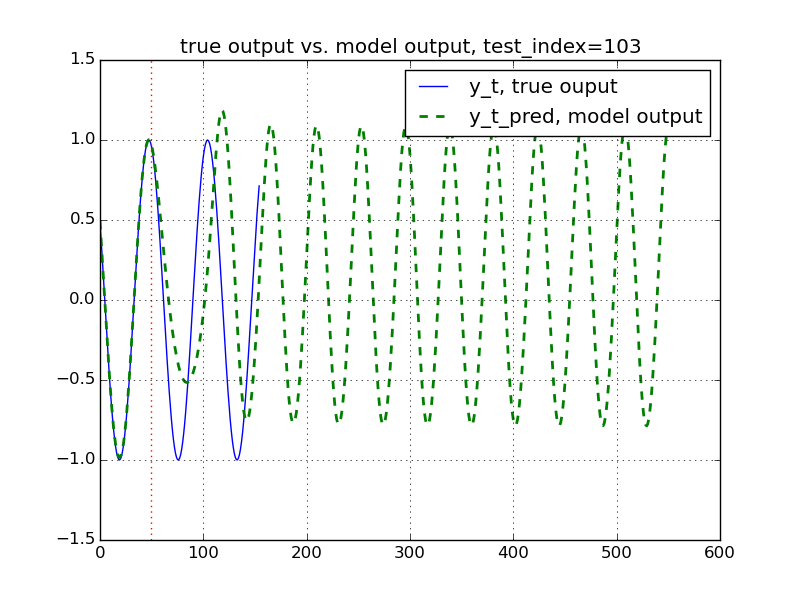 true output vs. model output, test_index=103
y_t, true ouput
y_t_pred, model output
1.5
1.0
0.5
0.0
−0.5
−1.0
−1.5
0 100 200 300 400 500 600